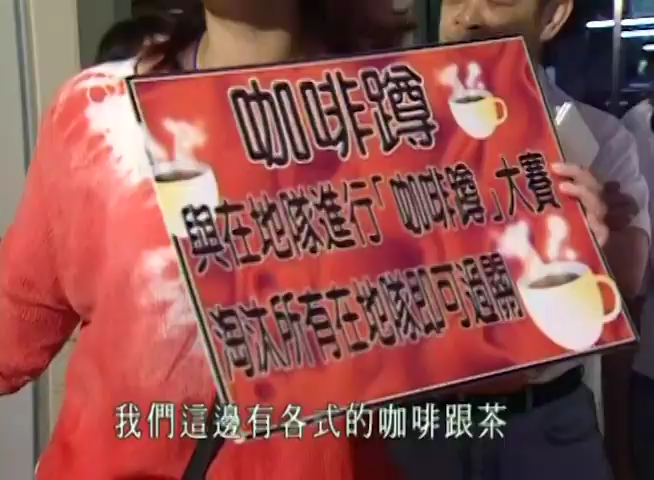 咖啡蹲
與在地隊進行「咖啡蹲」大賽
淘汰所有在地隊即可過關
我們這邊有各式的咖啡跟茶